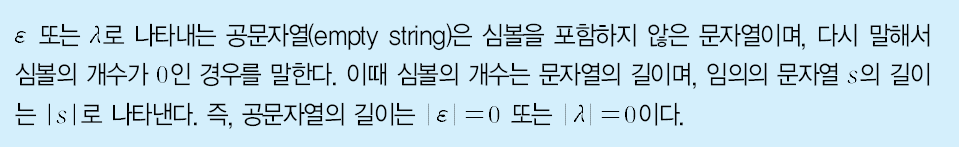 ε 또는 λ로 나타내는 공문자열(empty string)은 심볼을 포함하지 않은 문자열이며, 다시 말해서
심볼의 개수가 0인 경우를 말한다. 이때 심볼의 개수는 문자열의 길이며, 임의의 문자열 s의 길이
는 |s|로 나타낸다. 즉, 공문자열의 길이는 |ε|=0 또는 |λ|=0이다.